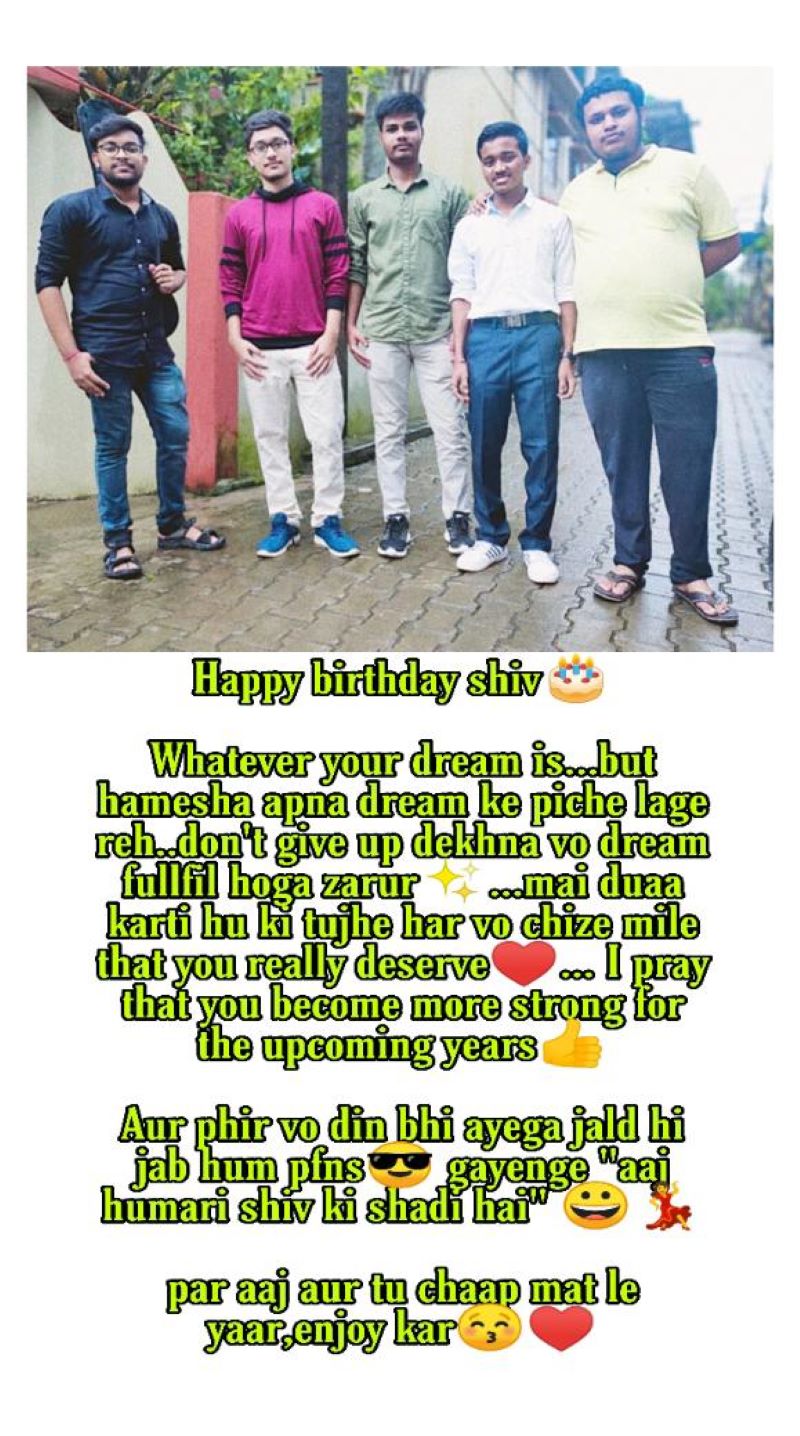 Happy birthday shiv🎂
Whatever your dream is...but
hamesha apna dream ke piche lage
reh..don't give up dekhna vo dream
fullfil hoga zarur ✨ ...mai duaa
karti hu ki tujhe har vo chize mile
that you really deserve❤️... I pray
that you become more strong for
the upcoming years👍
Aur phir vo din bhi ayega jald hi
jab hum pfns😎 gayenge "aaj
humari shiv ki shadi hai" 😀 💃
par aaj aur tu chaap mat le
yaar,enjoy kar😚❤️